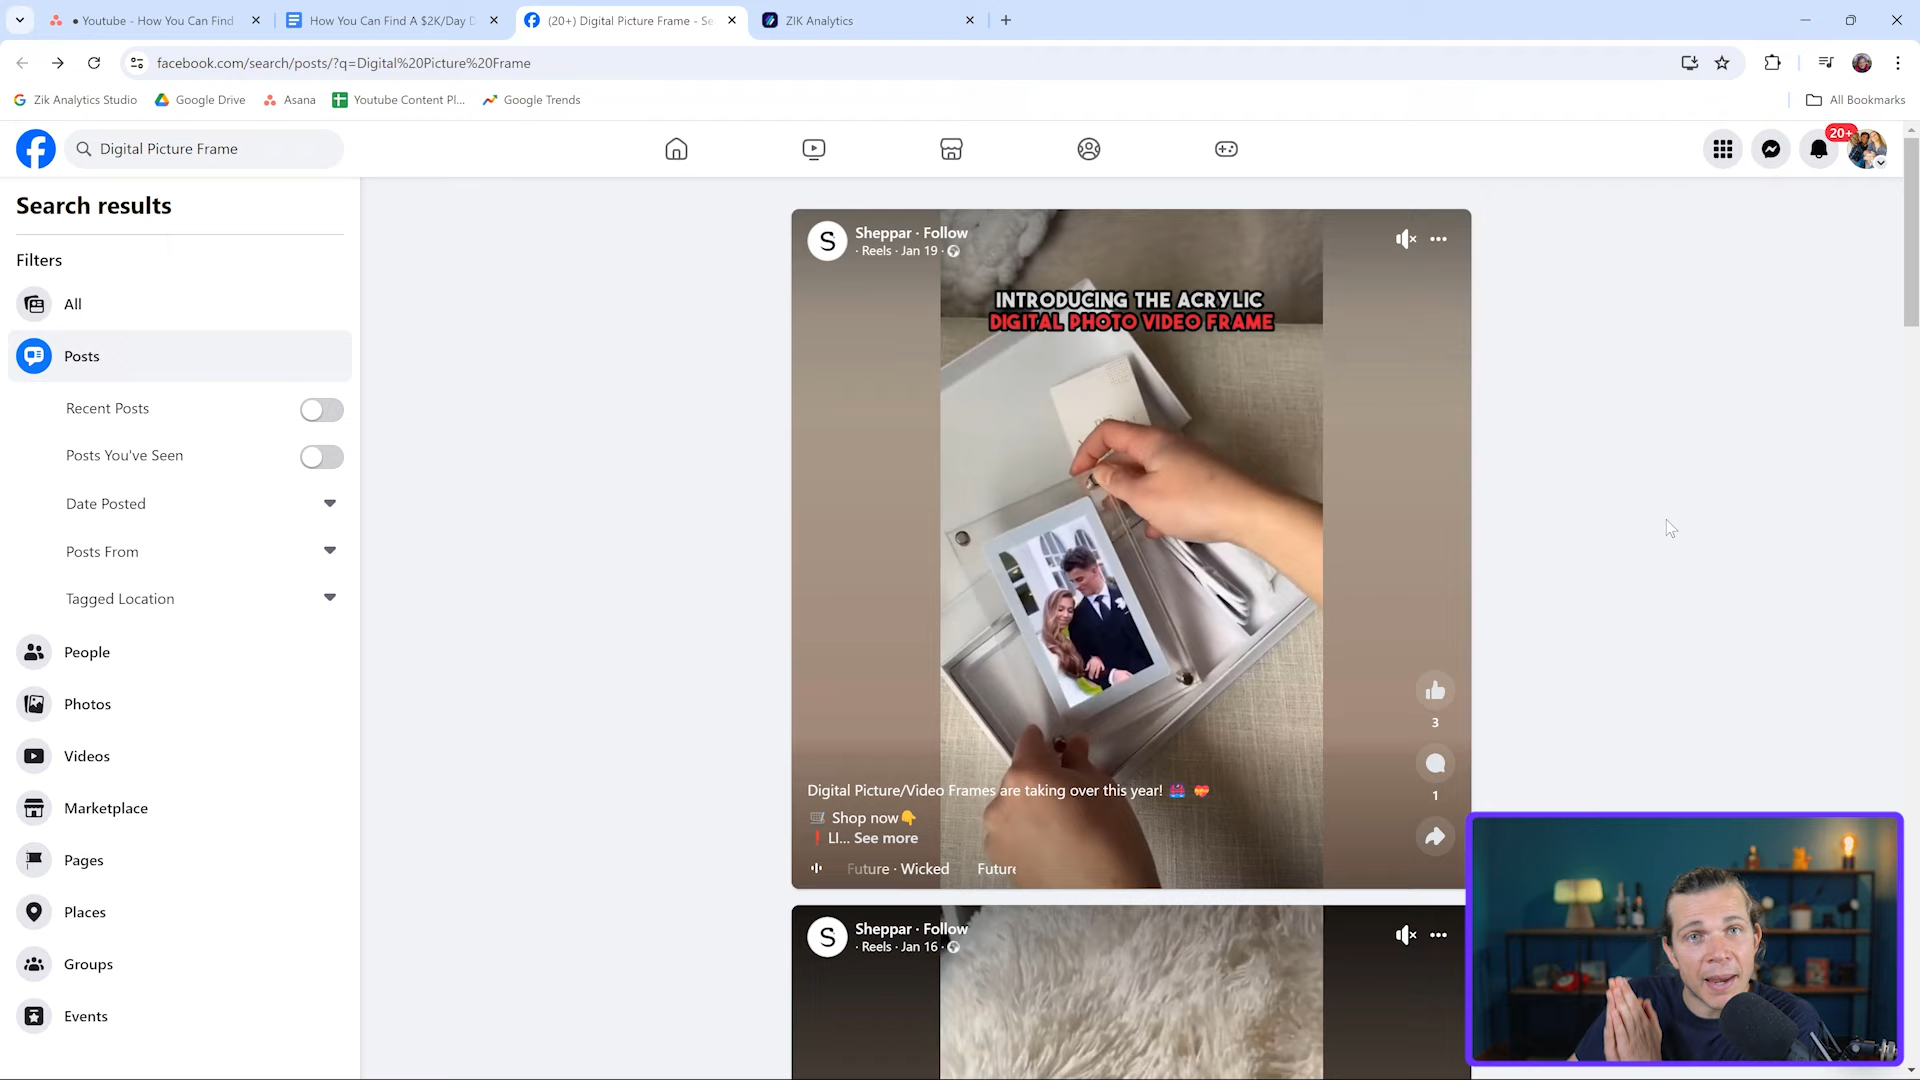 Youtube - How You Can Find
How You Can Find A $2K/Day D
(20+) Digital Picture Frame - Se
ZIK Analytics
facebook.com/search/posts/?q=Digital%20Picture%20Frame
Zik Analytics Studio
Google Drive
Asana
Youtube Content Pl...
Google Trends
All Bookmarks
Digital Picture Frame
20+
Search results
Filters
All
Posts
Recent Posts
Posts You've Seen
Date Posted
Posts From
Tagged Location
People
Photos
Videos
Marketplace
Pages
Places
Groups
Events
S
Sheppar · Follow
· Reels · Jan 19 ·
INTRODUCING THE ACRYLIC
DIGITAL PHOTO VIDEO FRAME
3
1
Digital Picture/Video Frames are taking over this year!
Shop now
❗ LI... See more
Future · Wicked Future
S
Sheppar · Follow
· Reels · Jan 16 ·